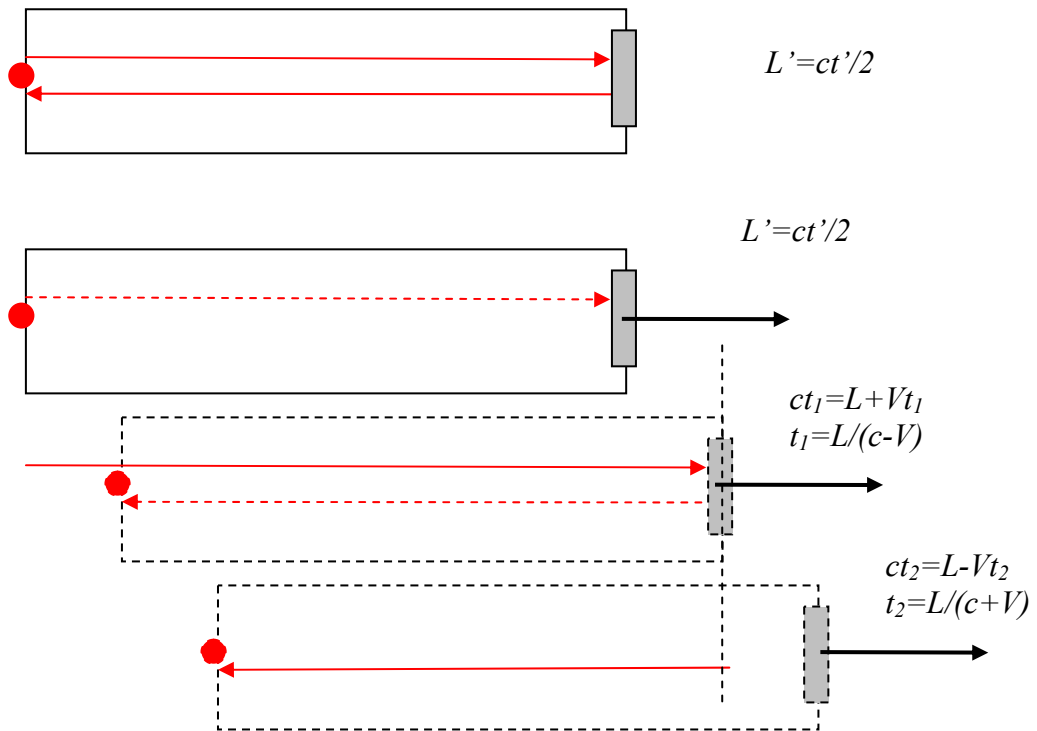 L’=ct’/2
L’=ct’/2
ct₁=L+Vt₁
t₁=L/(c-V)
ct₂=L-Vt₂
t₂=L/(c+V)